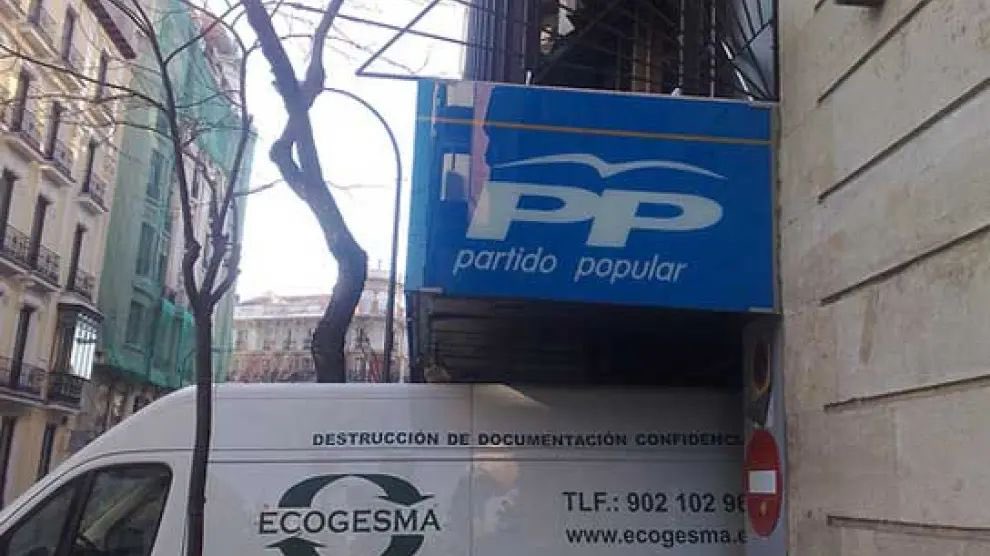 PP
partido popular
DESTRUCCIÓN DE DOCUMENTACIÓN CONFIDENC
ECOGESMA
TLF.: 902 102 96
www.ecogesma.e